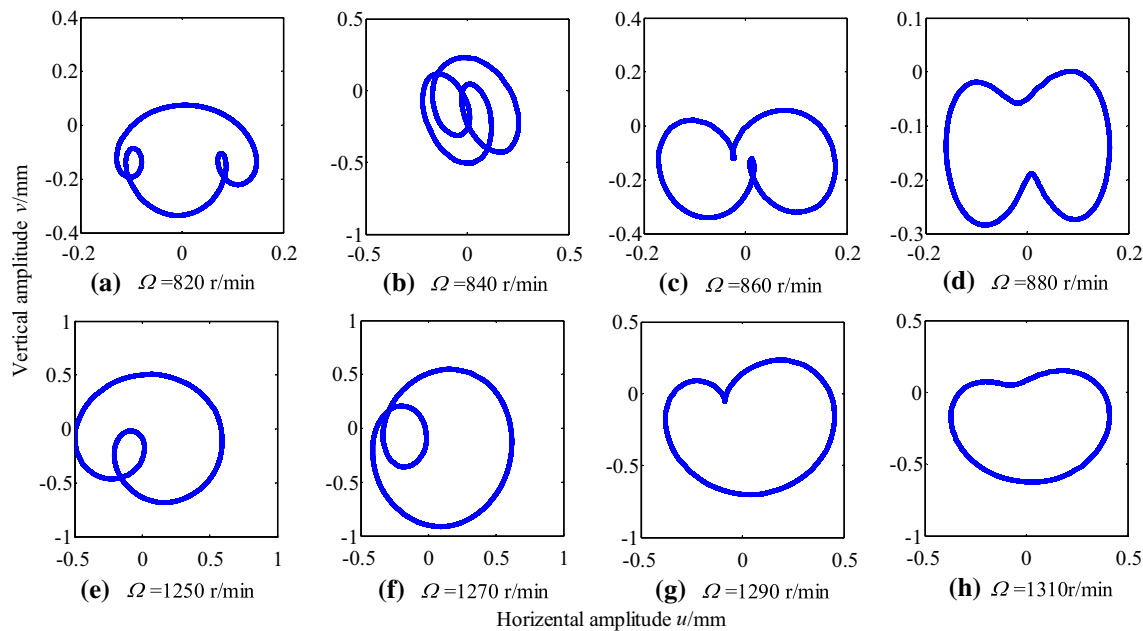 Vertical amplitude v/mm
0.4
0.2
0
-0.2
-0.4
-0.2 0 0.2
(a) Ω =820 r/min
0.5
0
-0.5
-1
-0.5 0 0.5
(b) Ω =840 r/min
0.4
0.2
0
-0.2
-0.4
-0.2 0 0.2
(c) Ω =860 r/min
0.1
0
-0.1
-0.2
-0.3
-0.2 0 0.2
(d) Ω =880 r/min
1
0.5
0
-0.5
-1
-0.5 0 0.5 1
(e) Ω =1250 r/min
1
0.5
0
-0.5
-1
-0.5 0 0.5 1
(f) Ω =1270 r/min
0.5
0
-0.5
-1
-0.5 0 0.5
(g) Ω =1290 r/min
0.5
0
-0.5
-1
-0.5 0 0.5
(h) Ω =1310r/min
Horizental amplitude u/mm